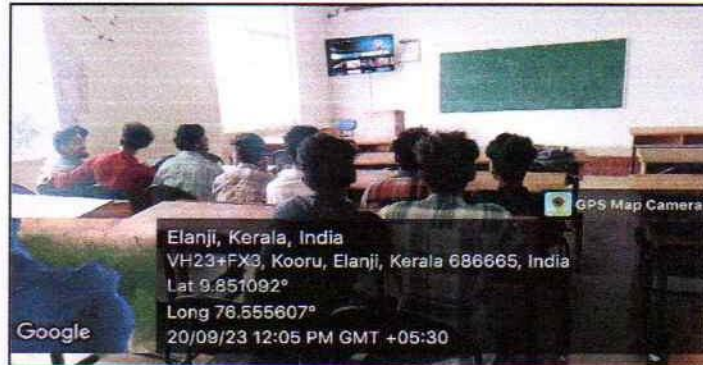 GPS Map Camera
Elanji, Kerala, India
VH23+FX3, Kooru, Elanji, Kerala 686665, India
Lat 9.851092°
Long 76.555607°
20/09/23 12:05 PM GMT +05:30
Google